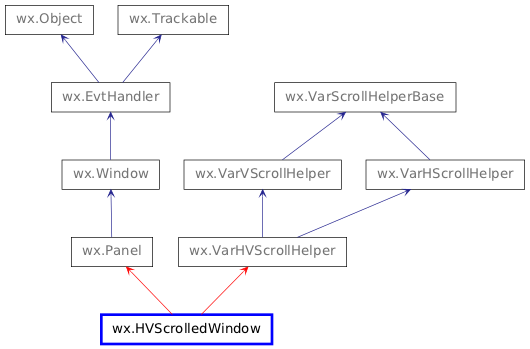 wx.Object
wx.Trackable
wx.EvtHandler
wx.VarScrollHelperBase
wx.Window
wx.VarVScrollHelper
wx.VarHScrollHelper
wx.Panel
wx.VarHVScrollHelper
wx.HVScrolledWindow